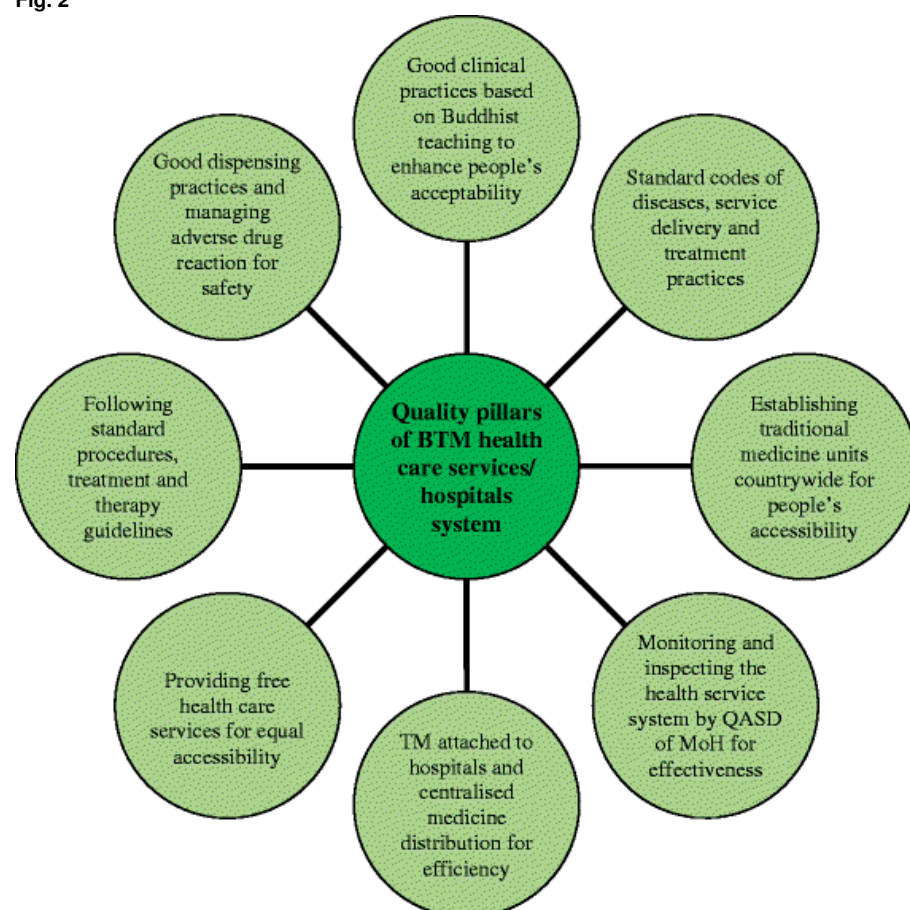 Fig. 2
Good clinical
practices based
on Buddhist
teaching to
enhance people's
acceptability
Standard codes of
diseases, service
delivery and
treatment
practices
Establishing
traditional
medicine units
countrywide for
people's
accessibility
Monitoring and
inspecting the
health service
system by QASD
of MoH for
effectiveness
TM attached to
hospitals and
centralised
medicine
distribution for
efficiency
Providing free
health care
services for equal
accessibility
Following
standard
procedures,
treatment and
therapy
guidelines
Good dispensing
practices and
managing
adverse drug
reaction for
safety
Quality pillars
of BTM health
care services/
hospitals
system